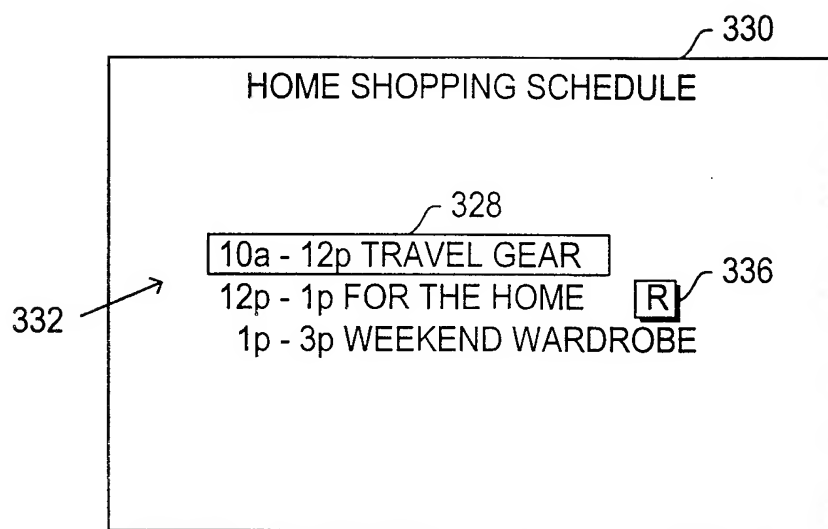 330
HOME SHOPPING SCHEDULE
328
10a - 12p TRAVEL GEAR
12p - 1p FOR THE HOME R 336
332
1p - 3p WEEKEND WARDROBE